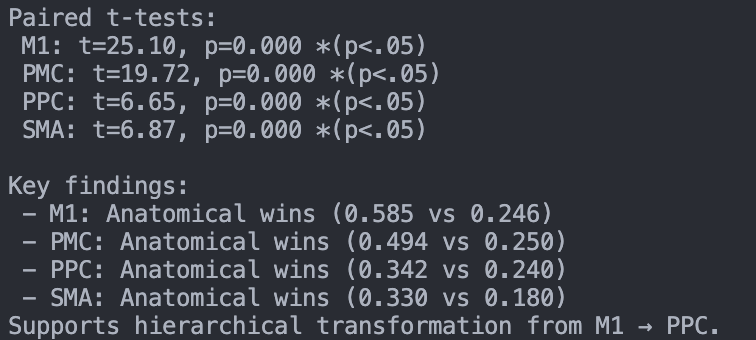 Paired t-tests:
M1: t=25.10, p=0.000 *(p<.05)
PMC: t=19.72, p=0.000 *(p<.05)
PPC: t=6.65, p=0.000 *(p<.05)
SMA: t=6.87, p=0.000 *(p<.05)
Key findings:
– M1: Anatomical wins (0.585 vs 0.246)
– PMC: Anatomical wins (0.494 vs 0.250)
– PPC: Anatomical wins (0.342 vs 0.240)
– SMA: Anatomical wins (0.330 vs 0.180)
Supports hierarchical transformation from M1 → PPC.